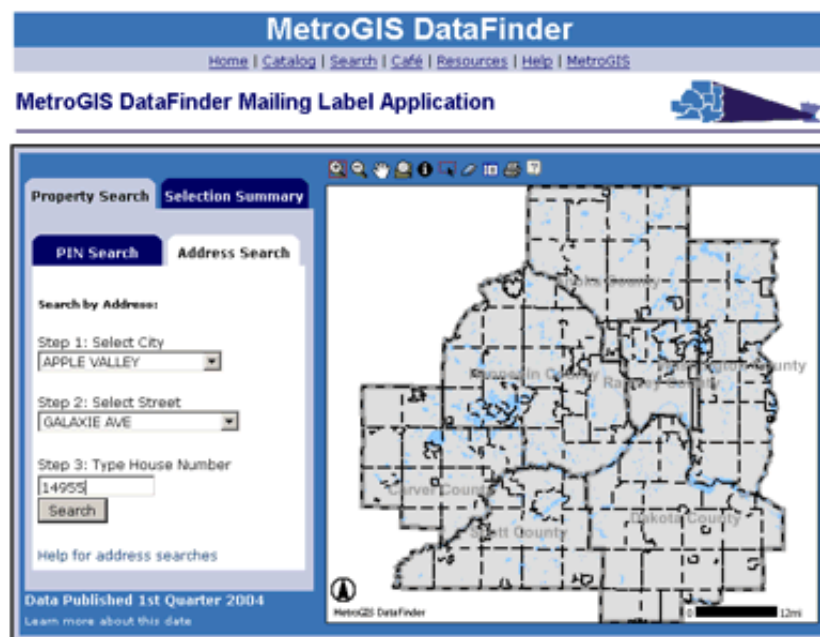 MetroGIS DataFinder
Home | Catalog | Search | Café | Resources | Help | MetroGIS
MetroGIS DataFinder Mailing Label Application
Property Search
Selection Summary
PIN Search
Address Search
Search by Address:
Step 1: Select City
APPLE VALLEY
Step 2: Select Street
GALAXIE AVE
Step 3: Type House Number
14955
Search
Help for address searches
Data Published 1st Quarter 2004
Learn more about this date
Anoka County
Hennepin County
Ramsey County
Washington County
Carver County
Scott County
Dakota County
MetroGIS DataFinder
0 12mi